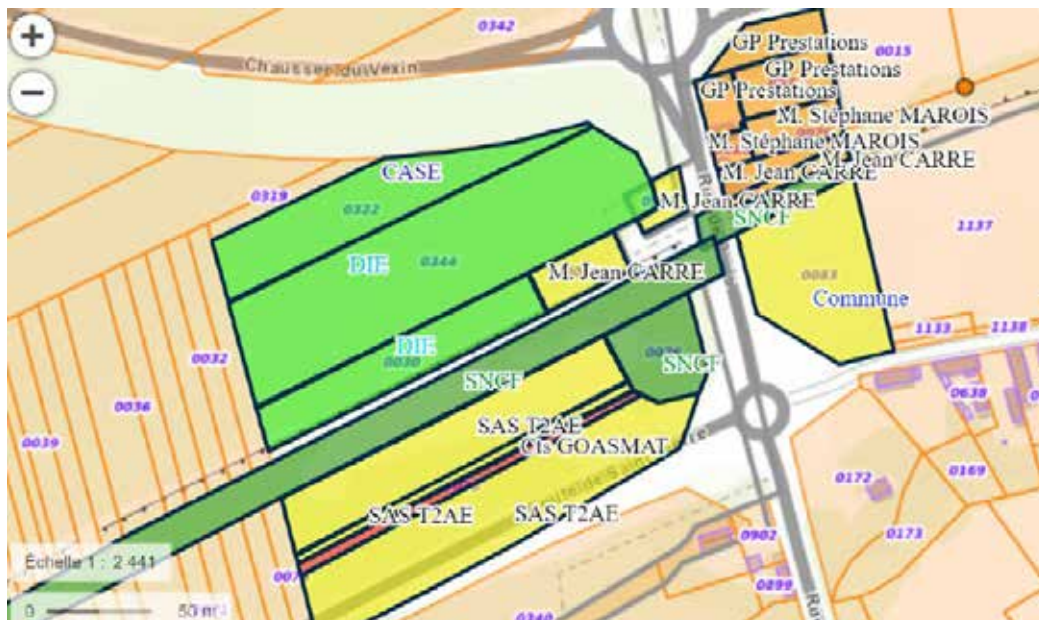 +
−
0342
Chaussée du Vexin
GP Prestations
0015
GP Prestations
GP Prestations
M. Stéphane MAROIS
M. Stéphane MAROIS
M. Jean CARRE
M. Jean CARRE
CASE
0319
0322
M. Jean CARRE
SNCF
1137
DIE
0344
M. Jean CARRE
0083
Commune
1133
1138
0032
DIE
0030
SNCF
SNCF
0638
0036
0039
SAS T2AE
Cts GOASMAT
SAS T2AE
SAS T2AE
0172
0169
0173
0902
0899
0240
Échelle 1 : 2 441
0
50 m